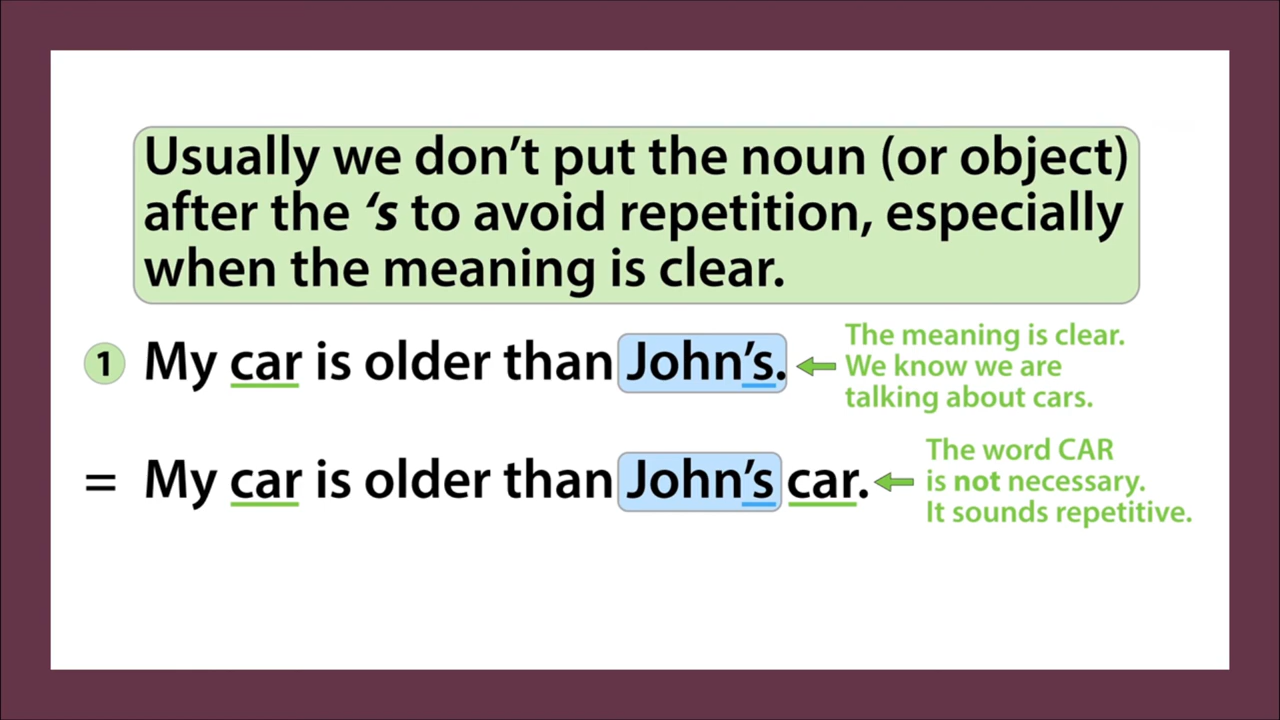 Usually we don’t put the noun (or object)
after the ‘s to avoid repetition, especially
when the meaning is clear.
1 My car is older than John’s.
The meaning is clear.
We know we are
talking about cars.
= My car is older than John’s car.
The word CAR
is not necessary.
It sounds repetitive.